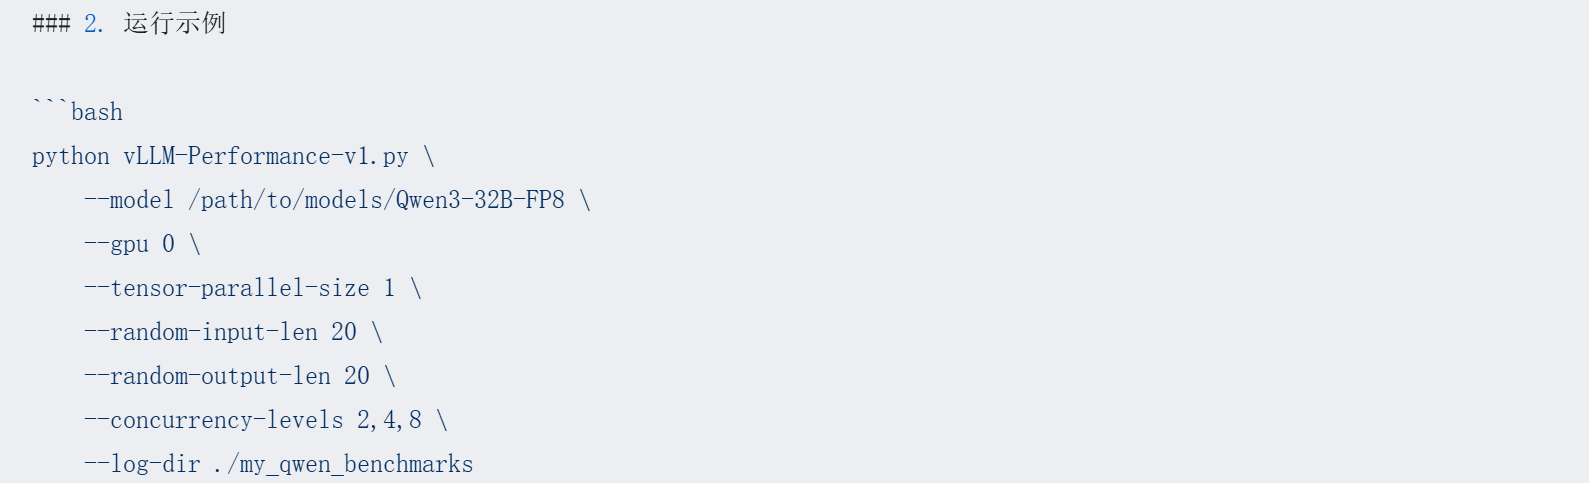 ### 2. 运行示例
```bash
python vLLM-Performance-v1.py \
--model /path/to/models/Qwen3-32B-FP8 \
--gpu 0 \
--tensor-parallel-size 1 \
--random-input-len 20 \
--random-output-len 20 \
--concurrency-levels 2,4,8 \
--log-dir ./my_qwen_benchmarks